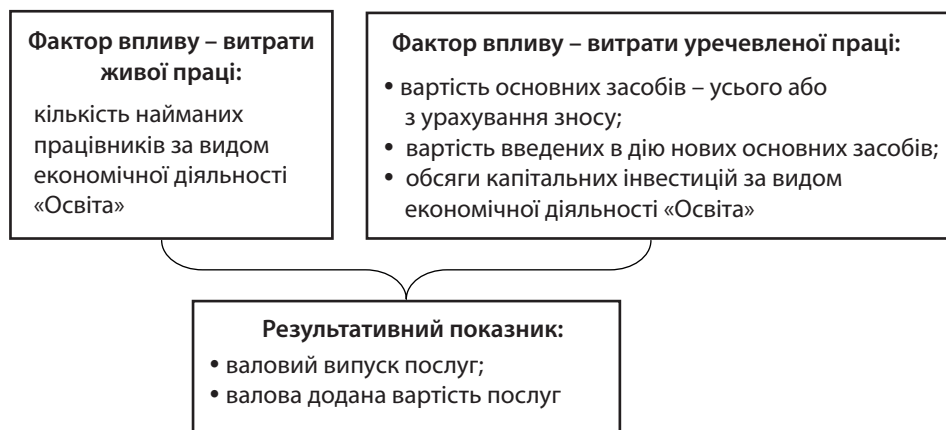 Фактор впливу – витрати
живої праці:
кількість найманих
працівників за видом
економічної діяльності
«Освіта»
Фактор впливу – витрати уречевленої праці:
• вартість основних засобів – усього або
з урахування зносу;
• вартість введених в дію нових основних засобів;
• обсяги капітальних інвестицій за видом
економічної діяльності «Освіта»
Результативний показник:
• валовий випуск послуг;
• валова додана вартість послуг